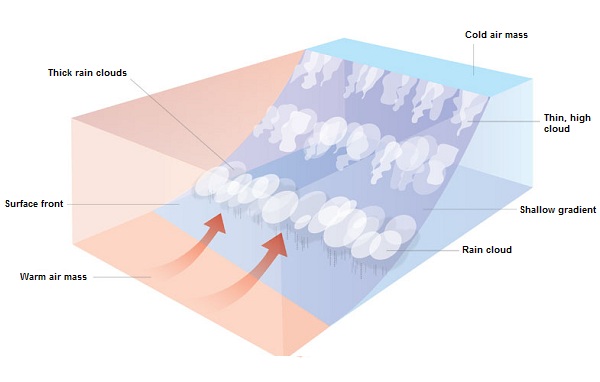 Cold air mass
Thick rain clouds
Thin, high
cloud
Surface front
Shallow gradient
Rain cloud
Warm air mass